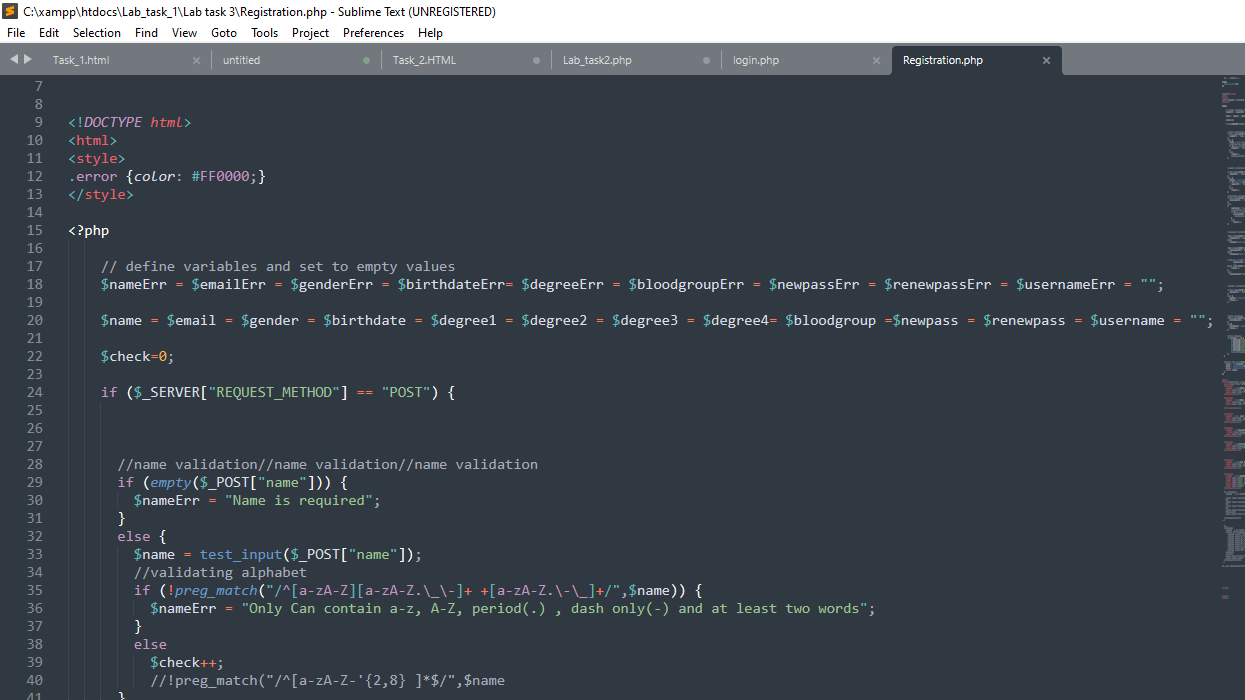 C:\xampp\htdocs\Lab_task_1\Lab task 3\Registration.php - Sublime Text (UNREGISTERED)
File Edit Selection Find View Goto Tools Project Preferences Help
Task_1.html untitled Task_2.HTML Lab_task2.php login.php Registration.php
7
8
9 <!DOCTYPE html>
10 <html>
11 <style>
12 .error {color: #FF0000;}
13 </style>
14
15 <?php
16
17 // define variables and set to empty values
18 $nameErr = $emailErr = $genderErr = $birthdateErr= $degreeErr = $bloodgroupErr = $newpassErr = $renewpassErr = $usernameErr = "";
19
20 $name = $email = $gender = $birthdate = $degree1 = $degree2 = $degree3 = $degree4= $bloodgroup =$newpass = $renewpass = $username = "";
21
22 $check=0;
23
24 if ($_SERVER["REQUEST_METHOD"] == "POST") {
25
26
27
28 //name validation//name validation//name validation
29 if (empty($_POST["name"])) {
30 $nameErr = "Name is required";
31 }
32 else {
33 $name = test_input($_POST["name"]);
34 //validating alphabet
35 if (!preg_match("/^[a-zA-Z][a-zA-Z.\_\-]+ +[a-zA-Z.\-\_]+/",$name)) {
36 $nameErr = "Only Can contain a-z, A-Z, period(.) , dash only(-) and at least two words";
37 }
38 else
39 $check++;
40 //!preg_match("/^[a-zA-Z-'{2,8} ]*$/",$name
41 }